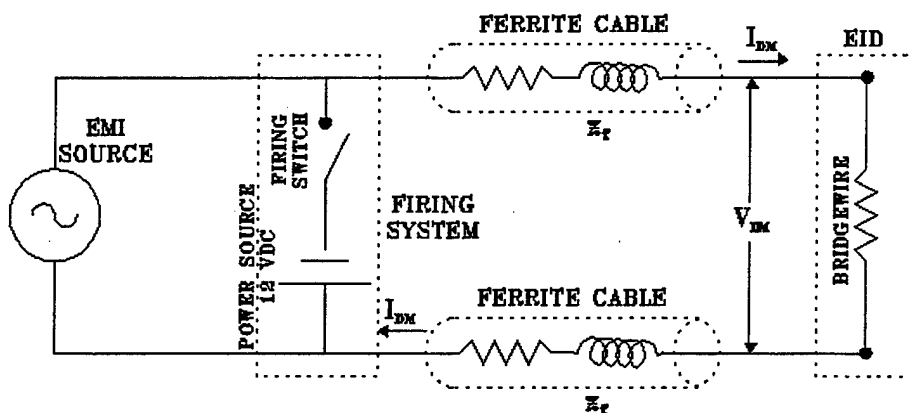 FERRITE CABLE
I_DM
EID
EMI
SOURCE
FIRING
SWITCH
Z_f
POWER SOURCE
12 VDC
FIRING
SYSTEM
V_DM
BRIDGEWIRE
I_DM
FERRITE CABLE
Z_f